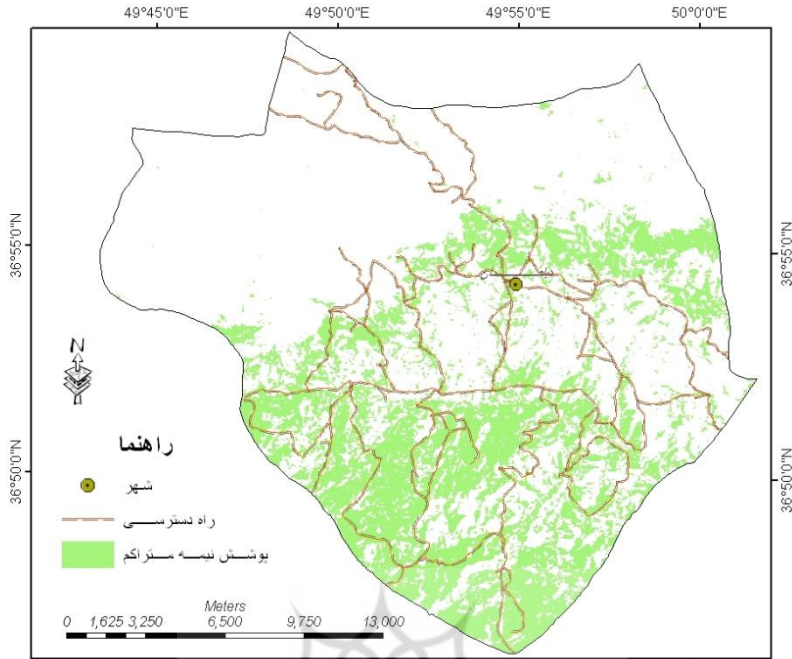 49°45'0"E 49°50'0"E 49°55'0"E 50°0'0"E
36°55'0"N 36°55'0"N
36°50'0"N 36°50'0"N
N
راهنما
شهر
راه دسترسی
پوشش نیمه متراکم
Meters
0 1,625 3,250 6,500 9,750 13,000